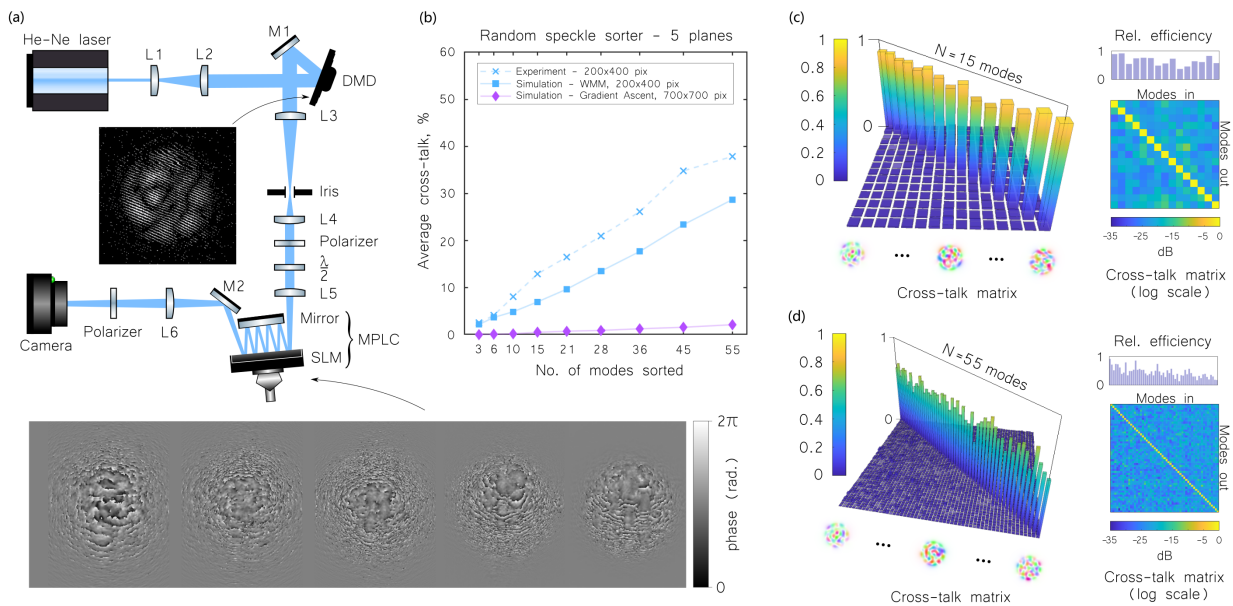 (a)
He-Ne laser
L1
L2
M1
DMD
L3
Iris
L4
Polarizer
λ
2
L5
M2
Mirror
MPLC
SLM
Camera
Polarizer
L6
2π
phase (rad.)
0
(b)
Random speckle sorter - 5 planes
60
50
40
30
20
10
0
Average cross-talk, %
Experiment - 200x400 pix
Simulation - WMM, 200x400 pix
Simulation - Gradient Ascent, 700x700 pix
3 6 10 15 21 28 36 45 55
No. of modes sorted
(c)
1
0.8
0.6
0.4
0.2
0
N=15 modes
1
0
•••
•••
Cross-talk matrix
Rel. efficiency
1
0
Modes in
Modes out
-35 -15 0
dB
Cross-talk matrix
(log scale)
(d)
1
0.8
0.6
0.4
0.2
0
N=55 modes
1
0
•••
•••
Cross-talk matrix
Rel. efficiency
1
0
Modes in
Modes out
-35 -15 0
dB
Cross-talk matrix
(log scale)